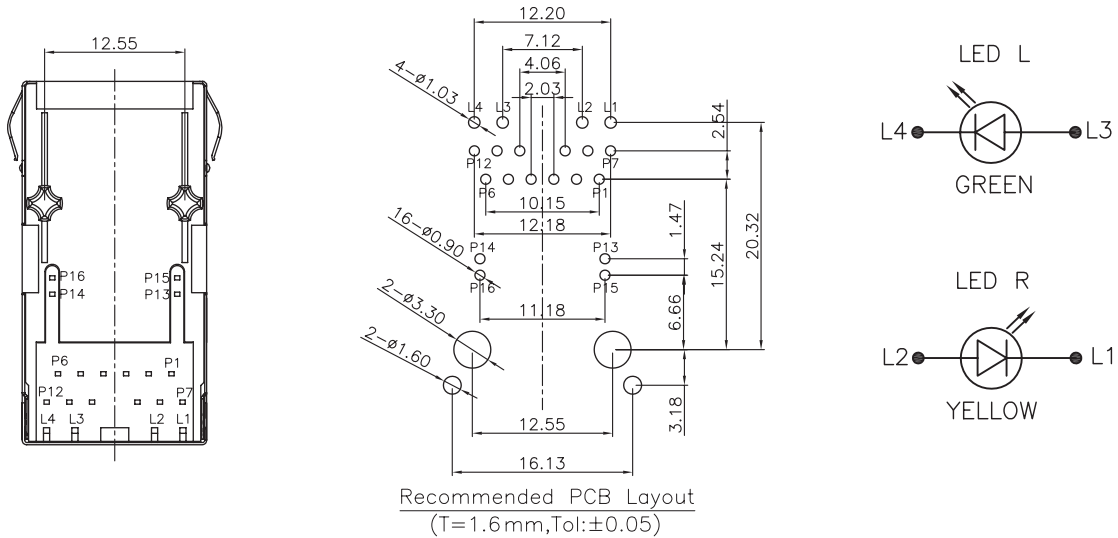 12.55
P16
P15
P14
P13
P6
P1
P12
P7
L4
L3
L2
L1
12.20
7.12
4.06
2.03
4-ø1.03
L4
L3
L2
L1
2.54
P12
P7
P6
P1
10.15
12.18
16-ø0.90
P14
P13
1.47
15.24
20.32
P16
P15
11.18
6.66
2-ø3.30
2-ø1.60
3.18
12.55
16.13
Recommended PCB Layout
(T=1.6mm,Tol:±0.05)
LED L
L4
L3
GREEN
LED R
L2
L1
YELLOW